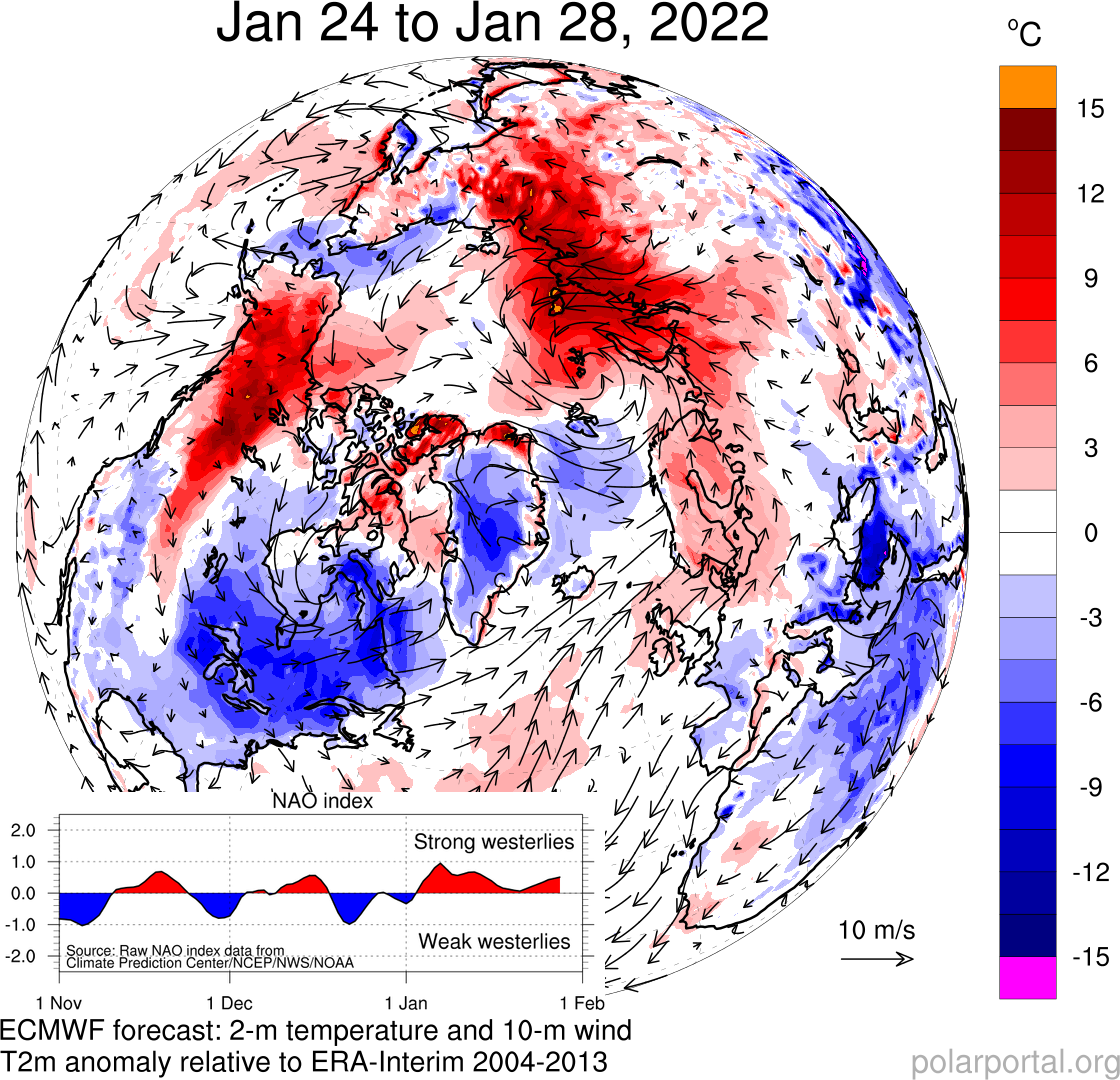 Jan 24 to Jan 28, 2022
°C
15
12
9
6
3
0
-3
-6
-9
-12
-15
10 m/s
NAO index
2.0
1.0
0.0
-1.0
-2.0
Strong westerlies
Weak westerlies
Source: Raw NAO index data from
Climate Prediction Center/NCEP/NWS/NOAA
1 Nov 1 Dec 1 Jan 1 Feb
ECMWF forecast: 2-m temperature and 10-m wind
T2m anomaly relative to ERA-Interim 2004-2013
polarportal.org